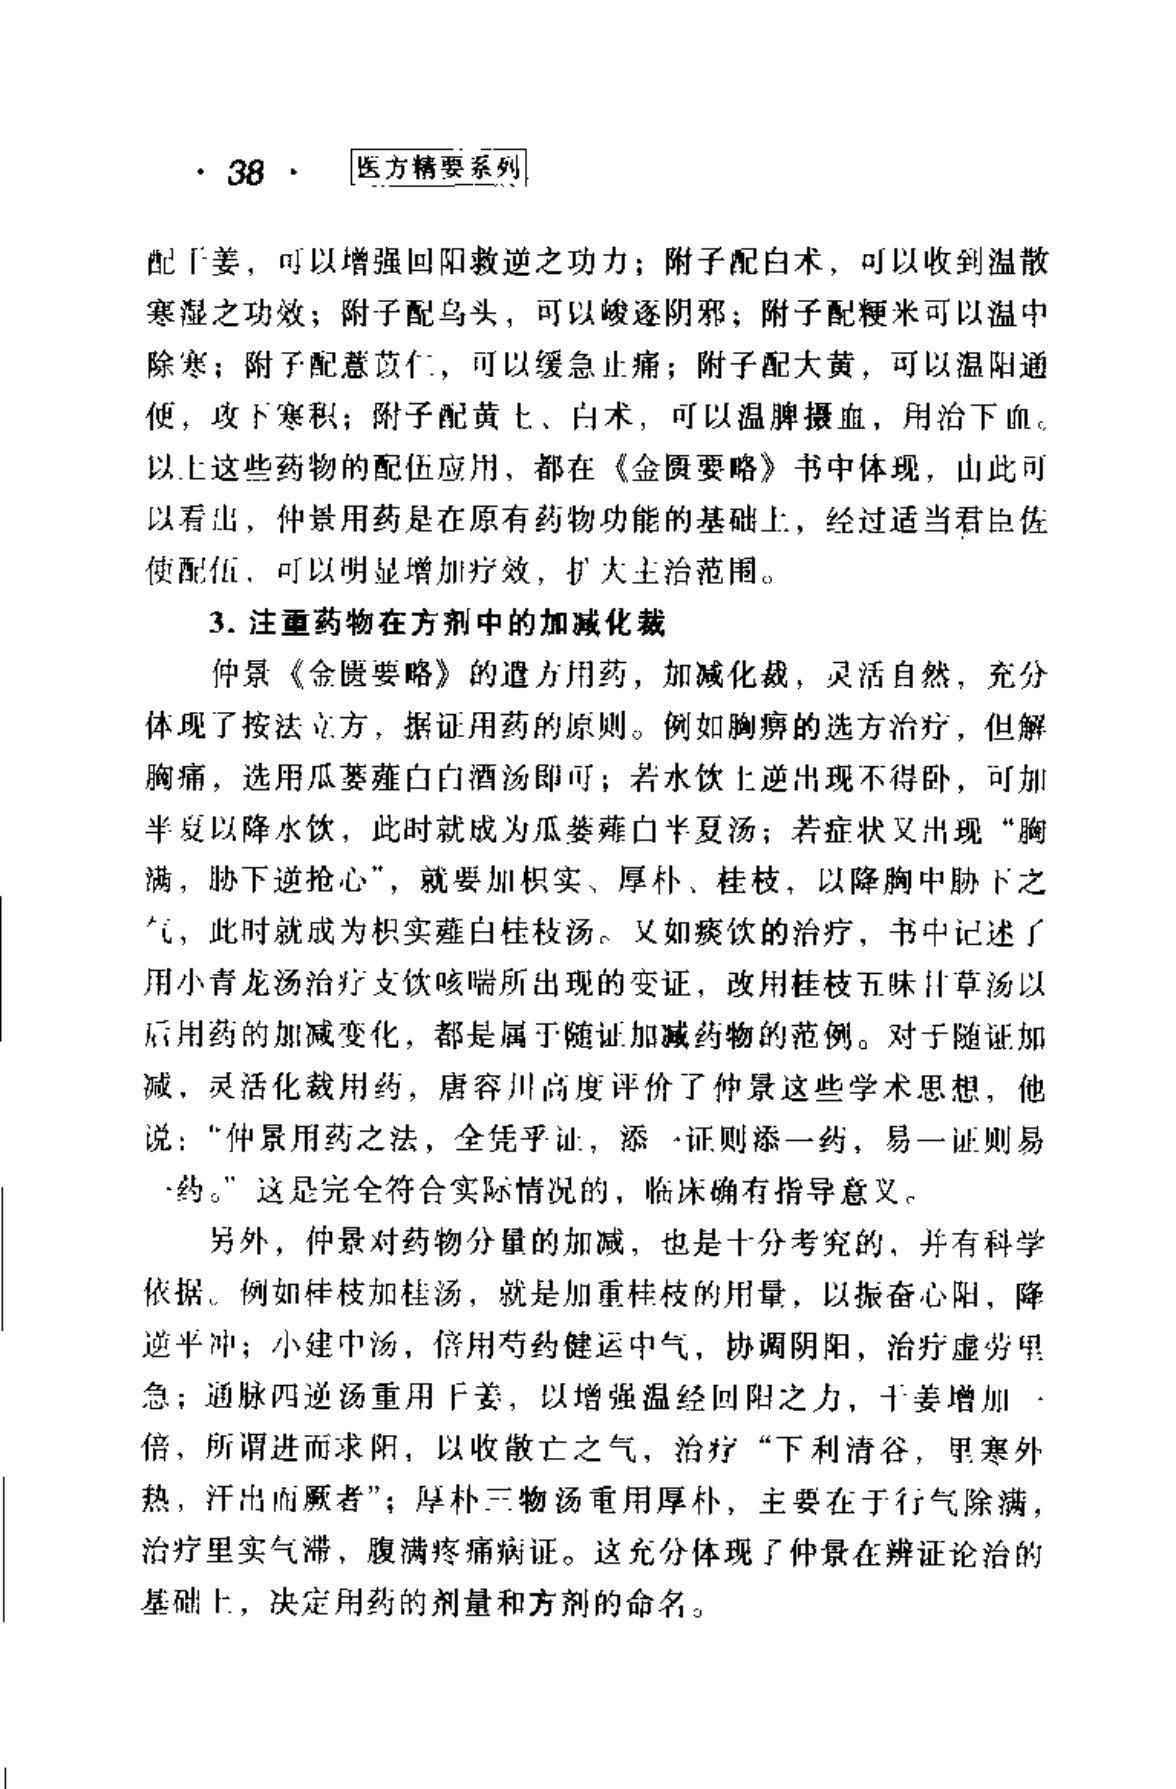 · 38 · 医方精要系列
配干姜，可以增强回阳救逆之功力；附子配白术，可以收到温散
寒湿之功效；附子配乌头，可以峻逐阴邪；附子配粳米可以温中
除寒；附子配薏苡仁，可以缓急止痛；附子配大黄，可以温阳通
便，攻下寒积；附子配黄土、白术，可以温脾摄血，用治下血。
以上这些药物的配伍应用，都在《金匮要略》书中体现，由此可
以看出，仲景用药是在原有药物功能的基础上，经过适当君臣佐
使配伍，可以明显增加疗效，扩大主治范围。
3. 注重药物在方剂中的加减化裁
仲景《金匮要略》的遣方用药，加减化裁，灵活自然，充分
体现了按法立方，据证用药的原则。例如胸痹的选方治疗，但解
胸痛，选用瓜蒌薤白白酒汤即可；若水饮上逆出现不得卧，可加
半夏以降水饮，此时就成为瓜蒌薤白半夏汤；若症状又出现“胸
满，胁下逆抢心”，就要加枳实、厚朴、桂枝，以降胸中胁下之
气，此时就成为枳实薤白桂枝汤。又如痰饮的治疗，书中记述了
用小青龙汤治疗支饮咳喘所出现的变证，改用桂枝五味甘草汤以
后用药的加减变化，都是属于随证加减药物的范例。对于随证加
减，灵活化裁用药，唐容川高度评价了仲景这些学术思想，他
说：“仲景用药之法，全凭乎证，添一证则添一药，易一证则易
一药。”这是完全符合实际情况的，临床确有指导意义。
另外，仲景对药物分量的加减，也是十分考究的，并有科学
依据。例如桂枝加桂汤，就是加重桂枝的用量，以振奋心阳，降
逆平冲；小建中汤，倍用芍药健运中气，协调阴阳，治疗虚劳里
急；通脉四逆汤重用干姜，以增强温经回阳之力，干姜增加一
倍，所谓进而求阳，以收散亡之气，治疗“下利清谷，里寒外
热，汗出而厥者”；厚朴三物汤重用厚朴，主要在于行气除满，
治疗里实气滞，腹满疼痛病证。这充分体现了仲景在辨证论治的
基础上，决定用药的剂量和方剂的命名。